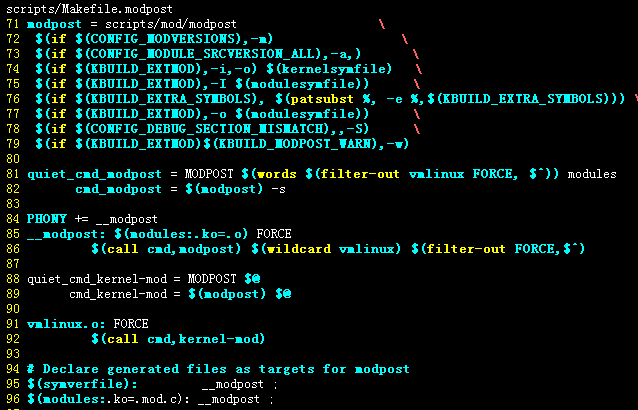 scripts/Makefile.modpost
71 modpost = scripts/mod/modpost \
72 $(if $(CONFIG_MODVERSIONS),-m) \
73 $(if $(CONFIG_MODULE_SRCVERSION_ALL),-a,) \
74 $(if $(KBUILD_EXTMOD),-i,-o) $(kernelsymfile) \
75 $(if $(KBUILD_EXTMOD),-I $(modulesymfile)) \
76 $(if $(KBUILD_EXTRA_SYMBOLS), $(patsubst %, -e %,$(KBUILD_EXTRA_SYMBOLS))) \
77 $(if $(KBUILD_EXTMOD),-o $(modulesymfile)) \
78 $(if $(CONFIG_DEBUG_SECTION_MISMATCH),,-S) \
79 $(if $(KBUILD_EXTMOD)$(KBUILD_MODPOST_WARN),-w)
80
81 quiet_cmd_modpost = MODPOST $(words $(filter-out vmlinux FORCE, $^)) modules
82 cmd_modpost = $(modpost) -s
83
84 PHONY += __modpost
85 __modpost: $(modules:.ko=.o) FORCE
86 $(call cmd,modpost) $(wildcard vmlinux) $(filter-out FORCE,$^)
87
88 quiet_cmd_kernel-mod = MODPOST $@
89 cmd_kernel-mod = $(modpost) $@
90
91 vmlinux.o: FORCE
92 $(call cmd,kernel-mod)
93
94 # Declare generated files as targets for modpost
95 $(symverfile): __modpost ;
96 $(modules:.ko=.mod.c): __modpost ;